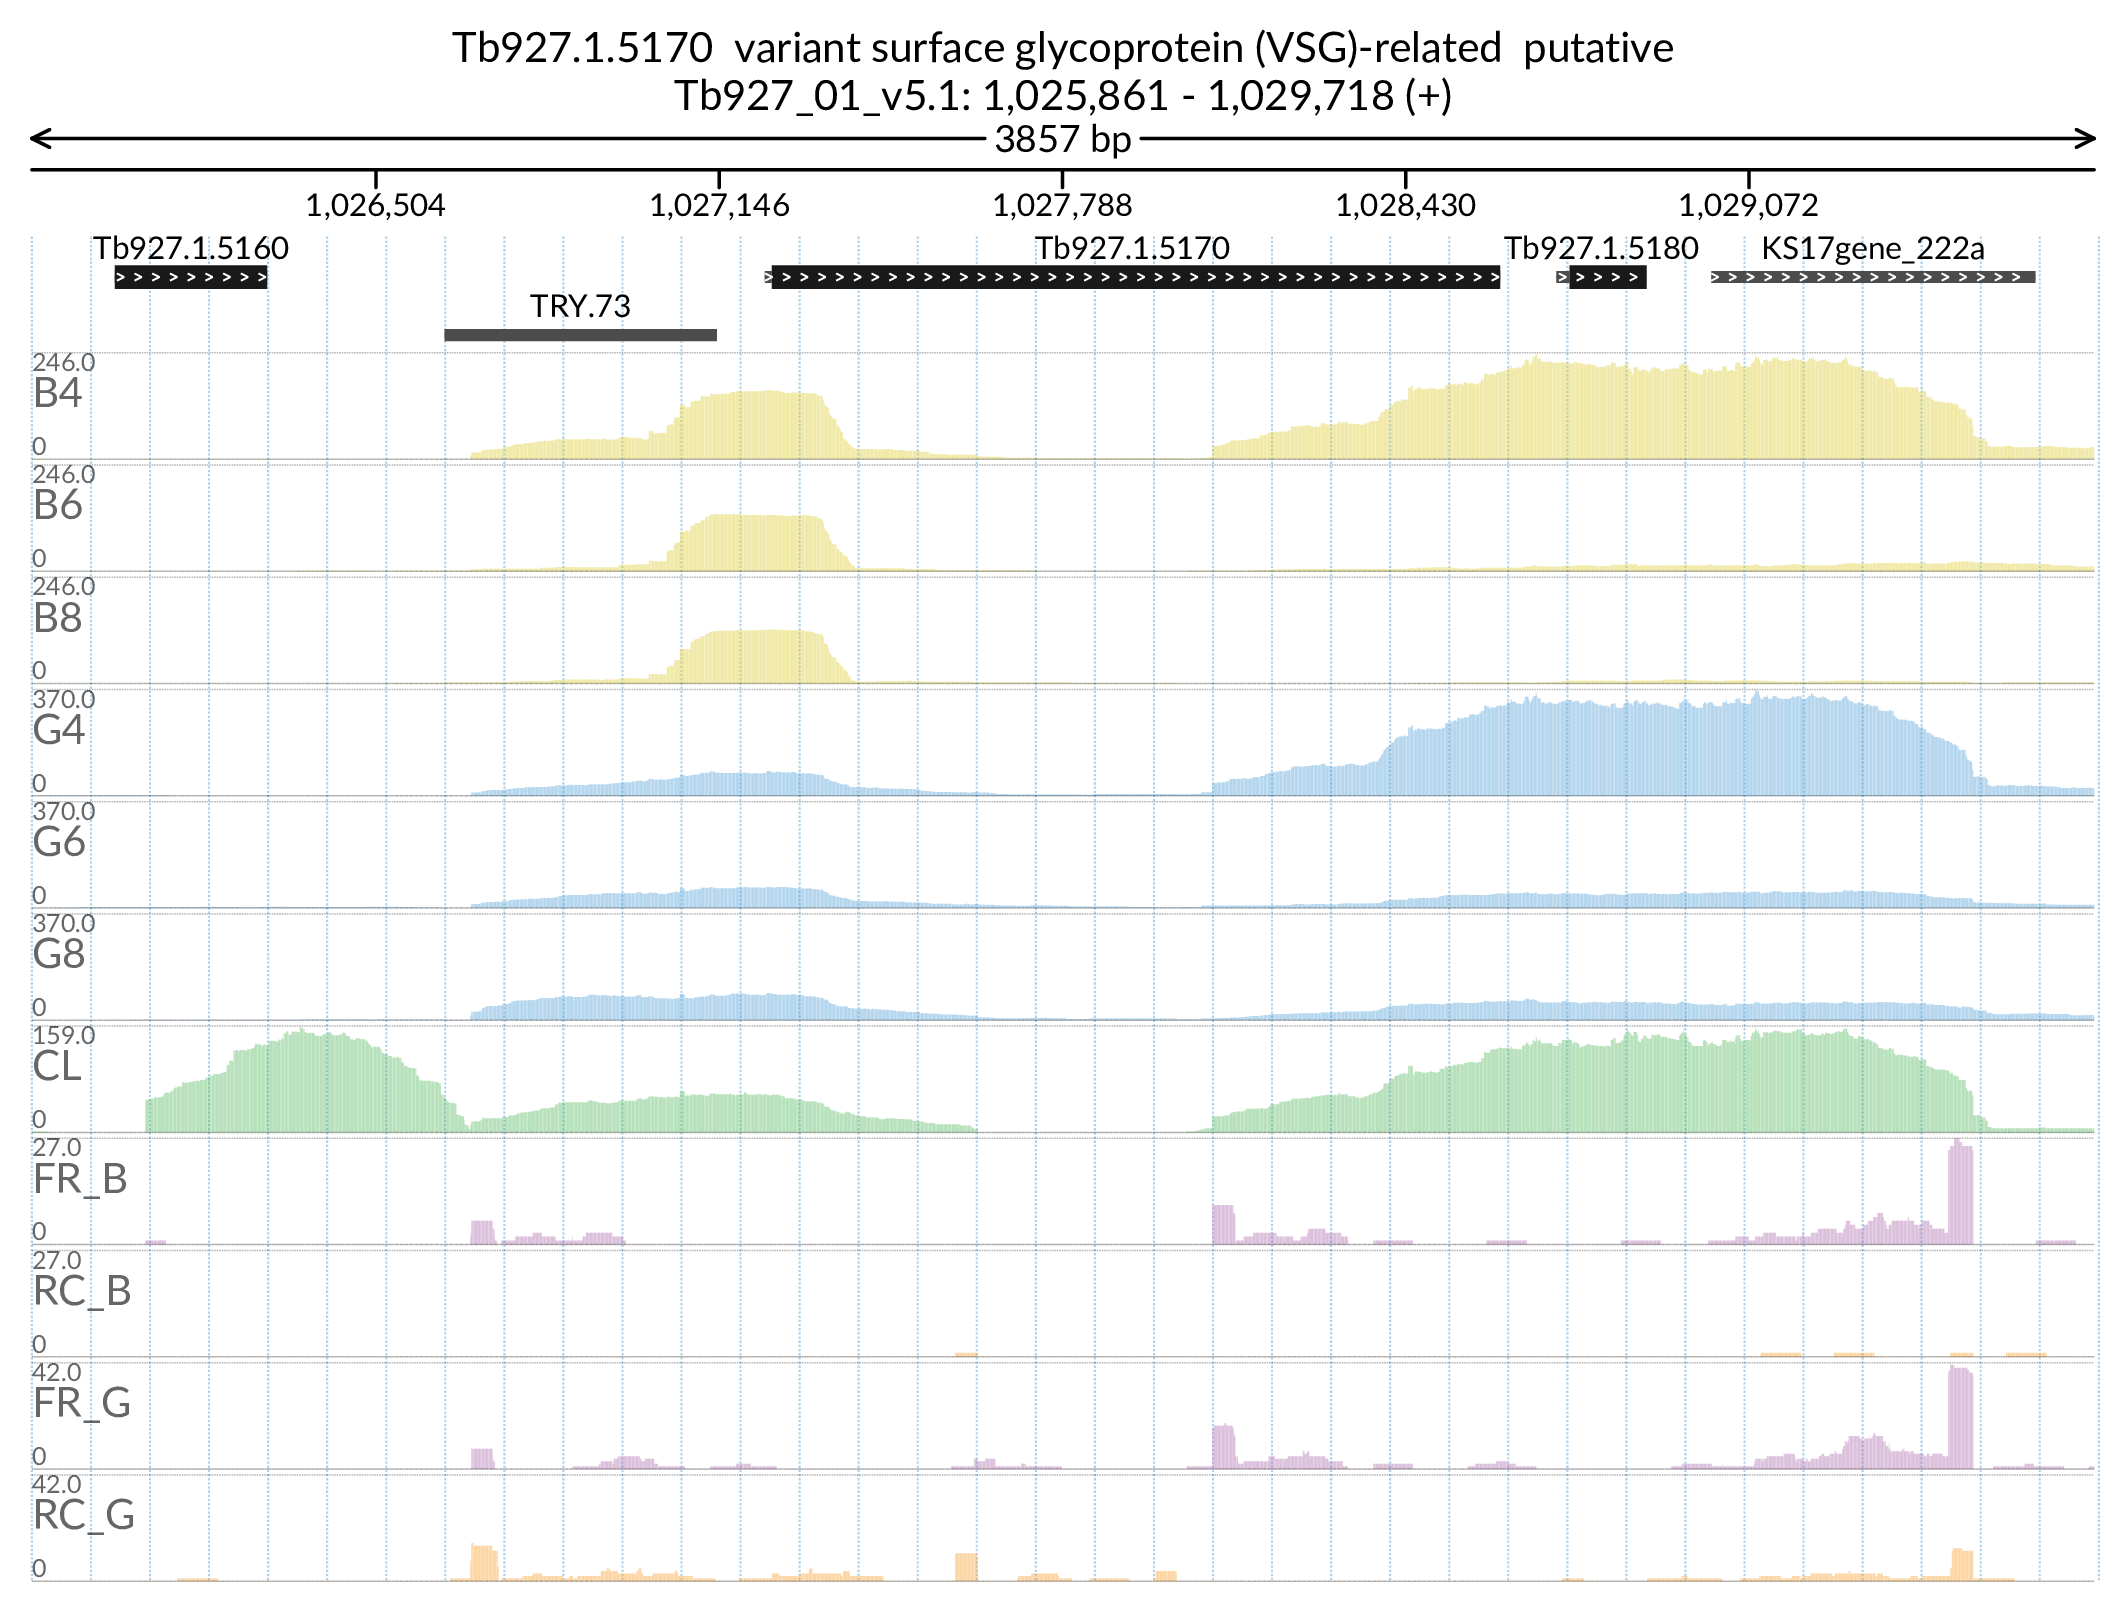 Tb927.1.5170  variant surface glycoprotein (VSG)-related  putative
Tb927_01_v5.1: 1,025,861 - 1,029,718 (+)
3857 bp
1,026,504 1,027,146 1,027,788 1,028,430 1,029,072
Tb927.1.5160 Tb927.1.5170 Tb927.1.5180 KS17gene_222a
TRY.73
246.0
B4
0
246.0
B6
0
246.0
B8
0
370.0
G4
0
370.0
G6
0
370.0
G8
0
159.0
CL
0
27.0
FR_B
0
27.0
RC_B
0
42.0
FR_G
0
42.0
RC_G
0